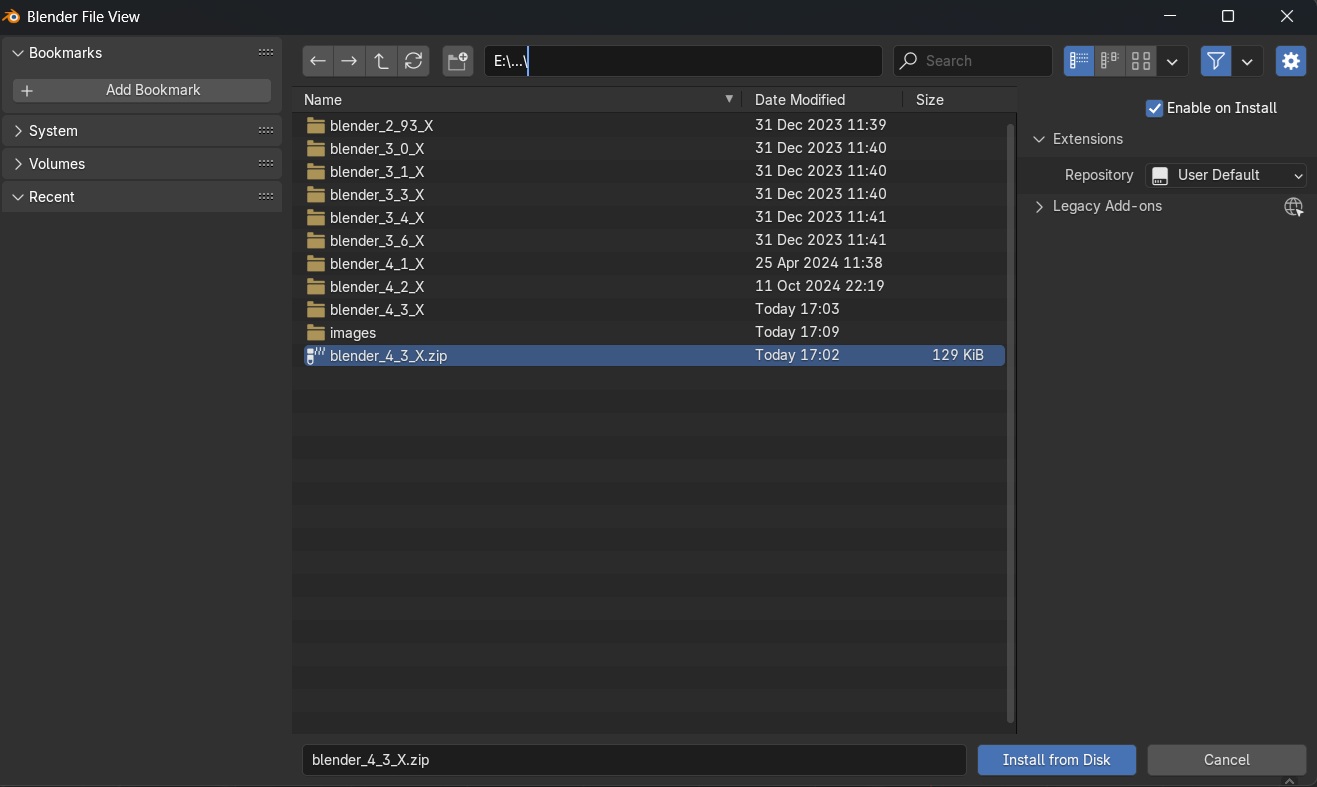 Blender File View
Bookmarks
Add Bookmark
System
Volumes
Recent
E:\...\
Search
Name Date Modified Size
blender_2_93_X 31 Dec 2023 11:39
blender_3_0_X 31 Dec 2023 11:40
blender_3_1_X 31 Dec 2023 11:40
blender_3_3_X 31 Dec 2023 11:40
blender_3_4_X 31 Dec 2023 11:41
blender_3_6_X 31 Dec 2023 11:41
blender_4_1_X 25 Apr 2024 11:38
blender_4_2_X 11 Oct 2024 22:19
blender_4_3_X Today 17:03
images Today 17:09
blender_4_3_X.zip Today 17:02 129 KiB
Enable on Install
Extensions
Repository User Default
Legacy Add-ons
blender_4_3_X.zip
Install from Disk
Cancel